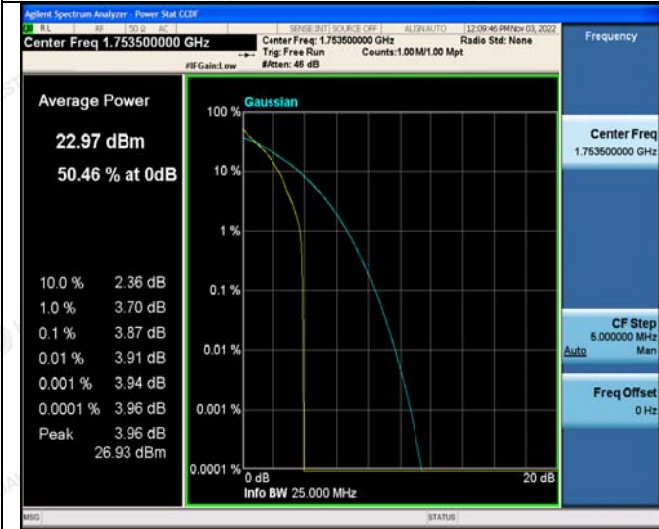 Agilent Spectrum Analyzer - Power Stat CCDF
RL RF 50 Ω AC SENSE:INT SOURCE OFF ALIGNAUTO 12:09:46 PM Nov 03, 2022
Center Freq 1.753500000 GHz
Center Freq: 1.753500000 GHz Radio Std: None
Trig: Free Run Counts:1.00 M/1.00 Mpt
#IFGain:Low #Atten: 46 dB
Frequency
Average Power
22.97 dBm
50.46 % at 0dB
10.0 % 2.36 dB
1.0 % 3.70 dB
0.1 % 3.87 dB
0.01 % 3.91 dB
0.001 % 3.94 dB
0.0001 % 3.96 dB
Peak 3.96 dB
26.93 dBm
Gaussian
100 %
10 %
1 %
0.1 %
0.01 %
0.001 %
0.0001 %
0 dB 20 dB
Info BW 25.000 MHz
Center Freq
1.753500000 GHz
CF Step
5.000000 MHz
Auto Man
Freq Offset
0 Hz
MSG STATUS